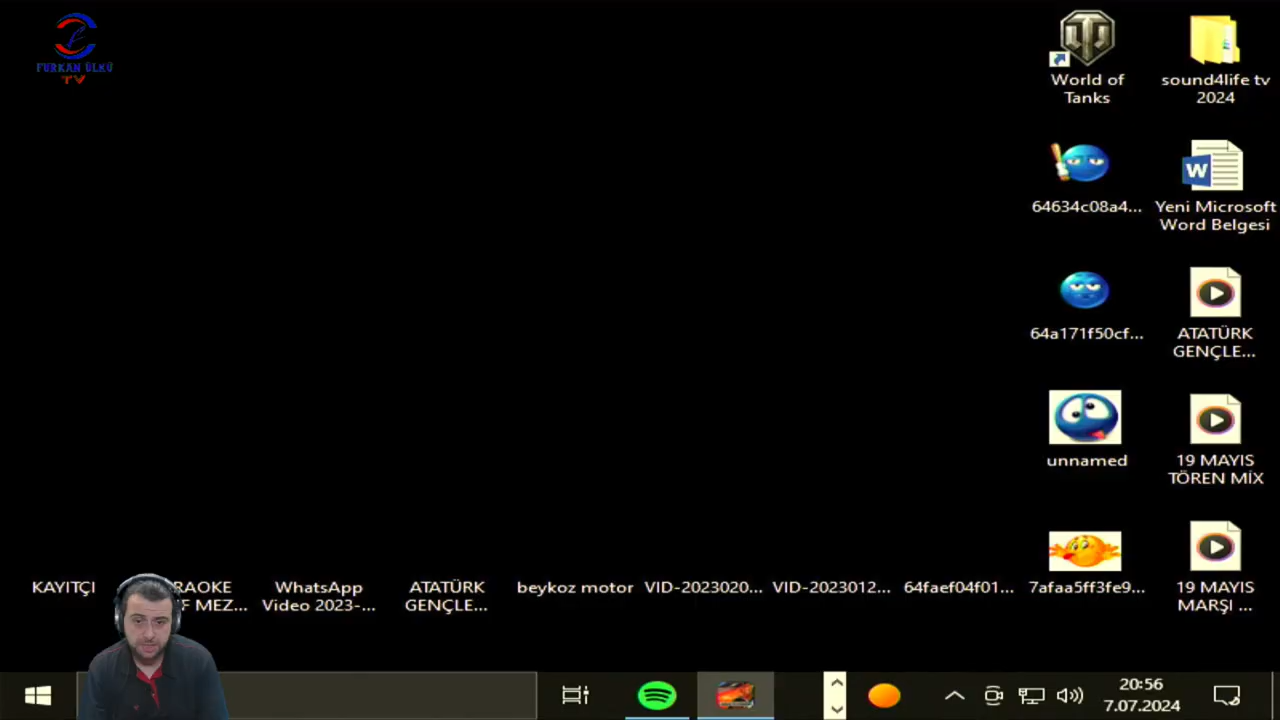 FURKAN ÜLKÜ
TV
World of
Tanks
sound4life tv
2024
64634c08a4...
Yeni Microsoft
Word Belgesi
64a171f50cf...
ATATÜRK
GENÇLE...
unnamed
19 MAYIS
TÖREN MİX
KAYITÇI
RAOKE
F MEZ...
WhatsApp
Video 2023-...
ATATÜRK
GENÇLE...
beykoz motor
VID-2023020...
VID-2023012...
64faef04f01...
7afaa5ff3fe9...
19 MAYIS
MARŞI ...
20:56
7.07.2024